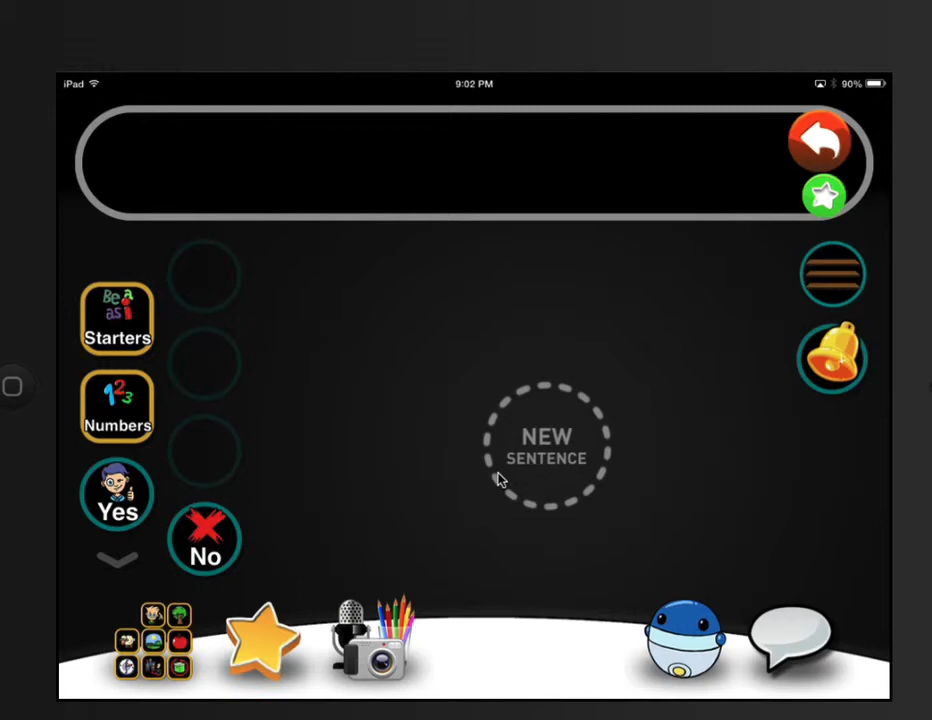 iPad 9:02 PM 90%
Be a
as i
Starters
123
Numbers
NEW
SENTENCE
Yes
No